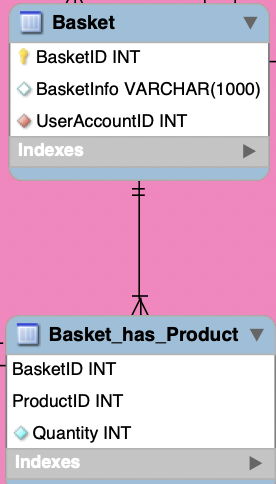 Basket
BasketID INT
BasketInfo VARCHAR(1000)
UserAccountID INT
Indexes
Basket_has_Product
BasketID INT
ProductID INT
Quantity INT
Indexes